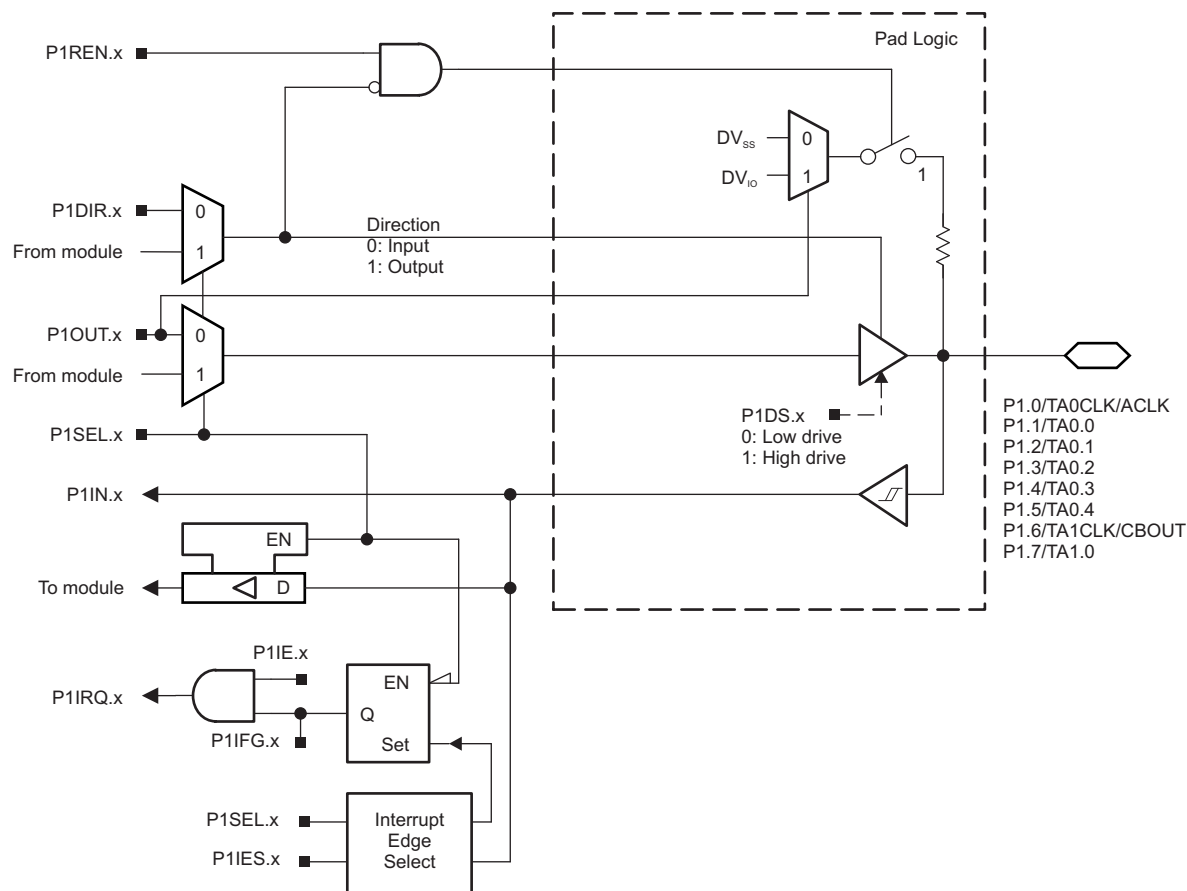 Pad Logic
P1REN.x
DVSS
0
DVIO
1
1
P1DIR.x
0
Direction
0: Input
1: Output
From module
1
P1OUT.x
0
From module
1
P1DS.x
0: Low drive
1: High drive
P1SEL.x
P1.0/TA0CLK/ACLK
P1.1/TA0.0
P1.2/TA0.1
P1.3/TA0.2
P1.4/TA0.3
P1.5/TA0.4
P1.6/TA1CLK/CBOUT
P1.7/TA1.0
P1IN.x
EN
To module
D
P1IE.x
P1IRQ.x
EN
Q
P1IFG.x
Set
P1SEL.x
P1IES.x
Interrupt
Edge
Select